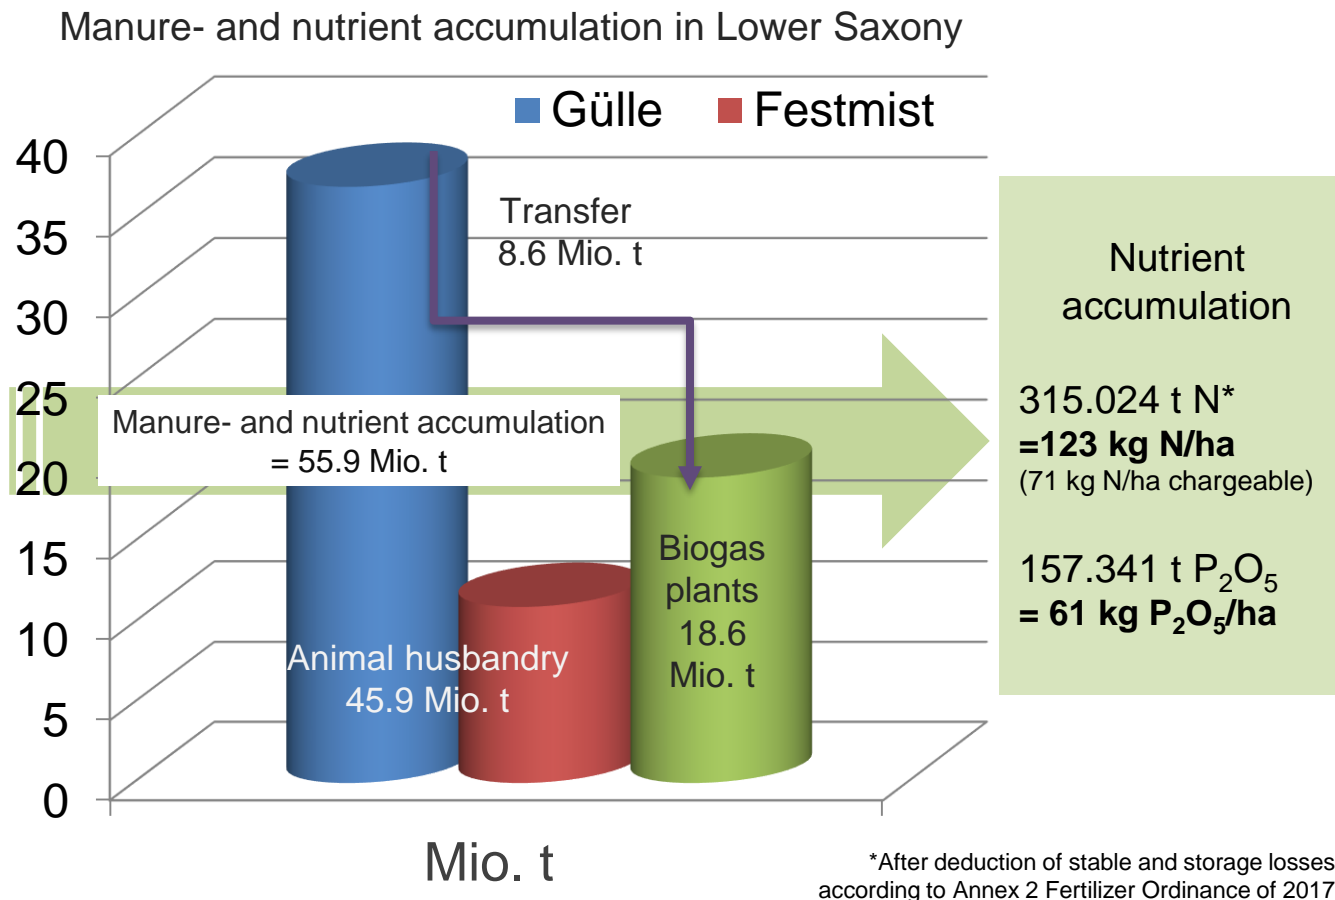 Manure- and nutrient accumulation in Lower Saxony
Gülle
Festmist
40
35
30
25
20
15
10
5
0
Transfer
8.6 Mio. t
Manure- and nutrient accumulation
= 55.9 Mio. t
Animal husbandry
45.9 Mio. t
Biogas
plants
18.6
Mio. t
Mio. t
Nutrient
accumulation
315.024 t N*
=123 kg N/ha
(71 kg N/ha chargeable)
157.341 t P₂O₅
= 61 kg P₂O₅/ha
*After deduction of stable and storage losses
according to Annex 2 Fertilizer Ordinance of 2017